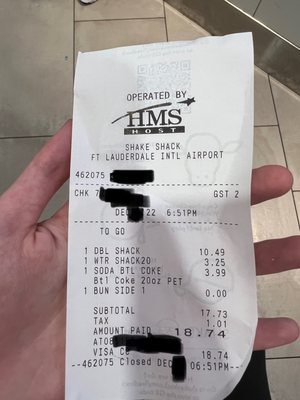 OPERATED BY
HMS
HOST
SHAKE SHACK
FT LAUDERDALE INTL AIRPORT
462075
CHK 7 GST 2
DEC 22 6:51PM
TO GO
1 DBL SHACK 10.49
1 WTR SHACK20 3.25
1 SODA BTL COKE 3.99
Btl Coke 20oz PET
1 BUN SIDE 1 0.00
SUBTOTAL 17.73
TAX 1.01
AMOUNT PAID 18.74
VISA 18.74
--462075 Closed DEC 06:51PM--